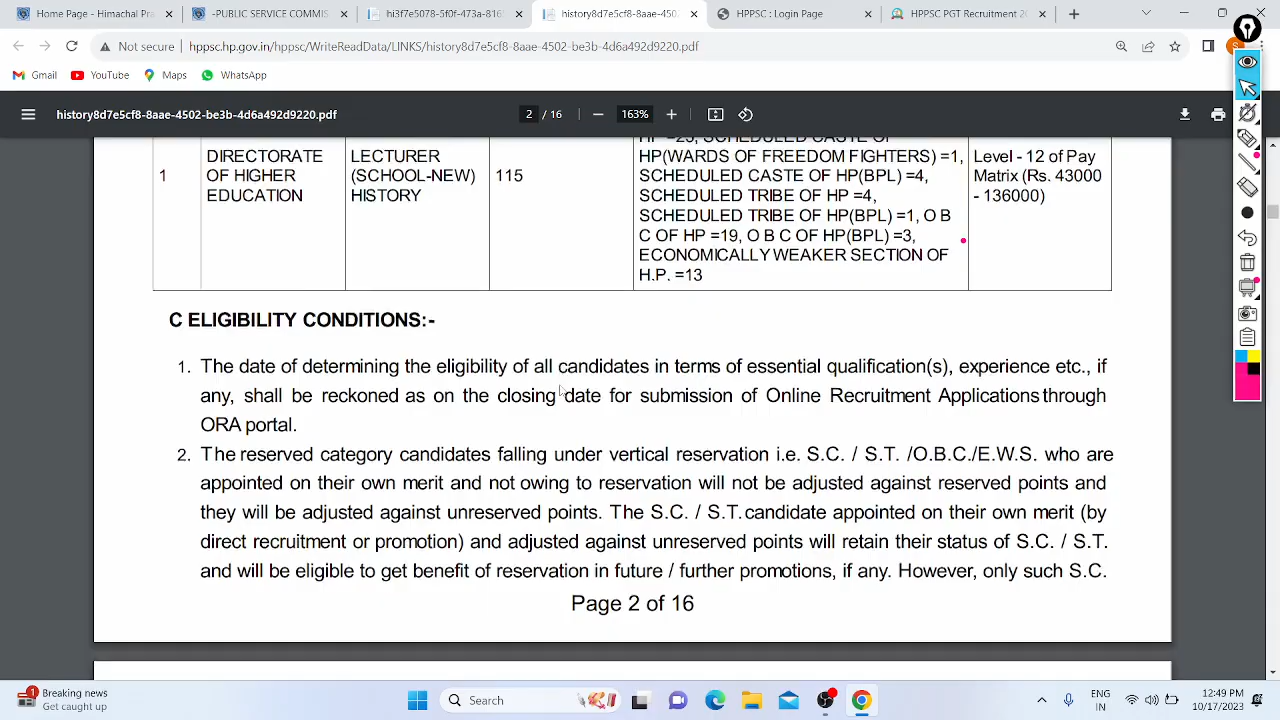 Home Page - Himachal P
-PUBLIC SERVICE COMMIS
hi3f7e5078-5f07-173a-816
history8d7e5cf8-8aae-450
HPPSC : Login Page
HPPSC PGT Recruitment 20
Not secure
hppsc.hp.gov.in/hppsc/WriteReadData/LINKS/history8d7e5cf8-8aae-4502-be3b-4d6a492d9220.pdf
Gmail
YouTube
Maps
WhatsApp
history8d7e5cf8-8aae-4502-be3b-4d6a492d9220.pdf
2 / 16
163%
HP =23, SCHEDULED CASTE OF
DIRECTORATE LECTURER HP(WARDS OF FREEDOM FIGHTERS) =1, Level - 12 of Pay
1 OF HIGHER (SCHOOL-NEW) 115 SCHEDULED CASTE OF HP(BPL) =4, Matrix (Rs. 43000
EDUCATION HISTORY SCHEDULED TRIBE OF HP =4, - 136000)
SCHEDULED TRIBE OF HP(BPL) =1, O B
C OF HP =19, O B C OF HP(BPL) =3,
ECONOMICALLY WEAKER SECTION OF
H.P. =13
C ELIGIBILITY CONDITIONS:-
1. The date of determining the eligibility of all candidates in terms of essential qualification(s), experience etc., if
any, shall be reckoned as on the closing date for submission of Online Recruitment Applications through
ORA portal.
2. The reserved category candidates falling under vertical reservation i.e. S.C. / S.T. /O.B.C./E.W.S. who are
appointed on their own merit and not owing to reservation will not be adjusted against reserved points and
they will be adjusted against unreserved points. The S.C. / S.T. candidate appointed on their own merit (by
direct recruitment or promotion) and adjusted against unreserved points will retain their status of S.C. / S.T.
and will be eligible to get benefit of reservation in future / further promotions, if any. However, only such S.C.
Page 2 of 16
1
Breaking news
Get caught up
Search
ENG
IN
12:49 PM
10/17/2023